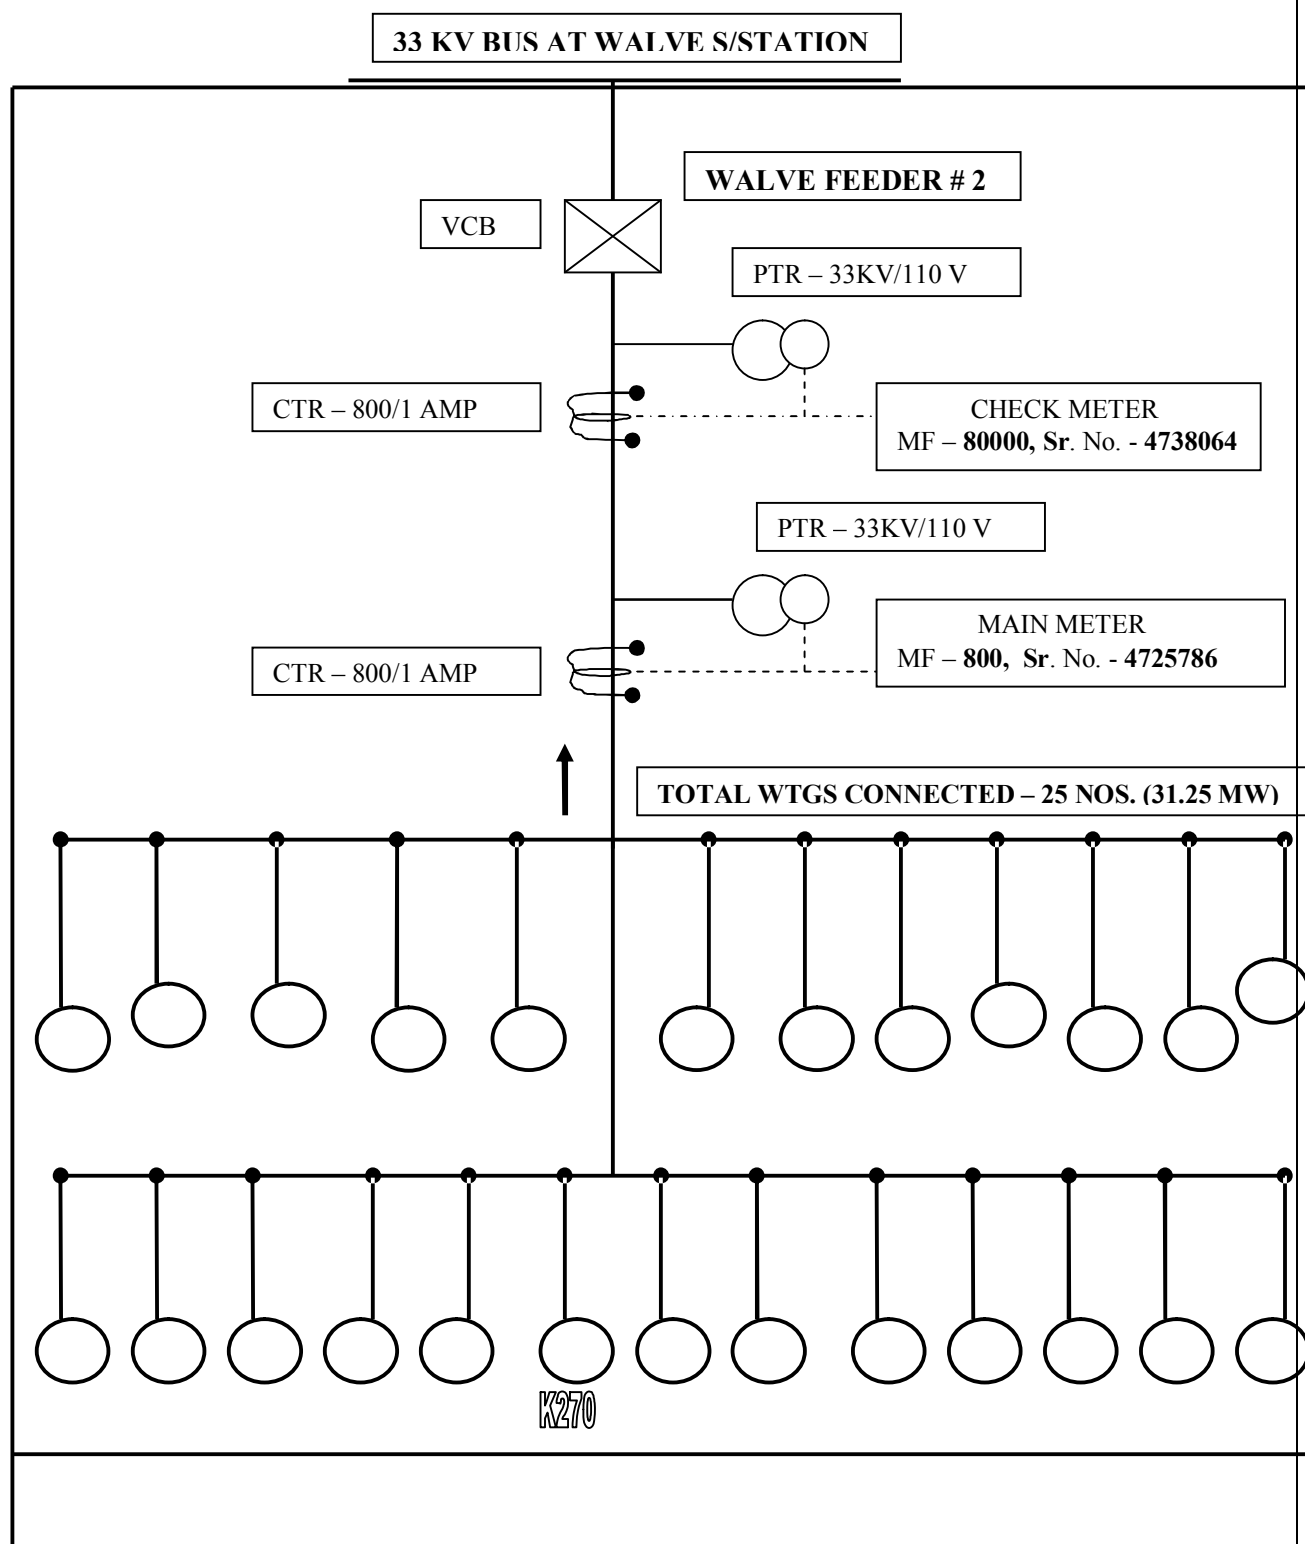 33 KV BUS AT WALVE S/STATION
WALVE FEEDER # 2
VCB
PTR – 33KV/110 V
CTR – 800/1 AMP
CHECK METER
MF – 80000, Sr. No. - 4738064
PTR – 33KV/110 V
MAIN METER
MF – 800, Sr. No. - 4725786
CTR – 800/1 AMP
TOTAL WTGS CONNECTED – 25 NOS. (31.25 MW)
K270